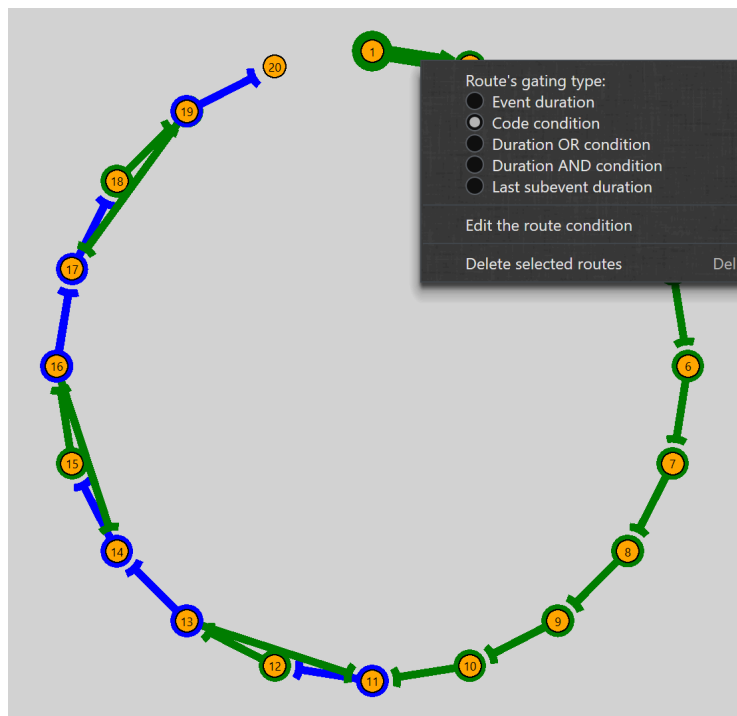 20
1
19
Route's gating type:
Event duration
Code condition
Duration OR condition
Duration AND condition
Last subevent duration
18
Edit the route condition
17
Delete selected routes Del
16
6
15
7
14
8
13
9
12
10
11